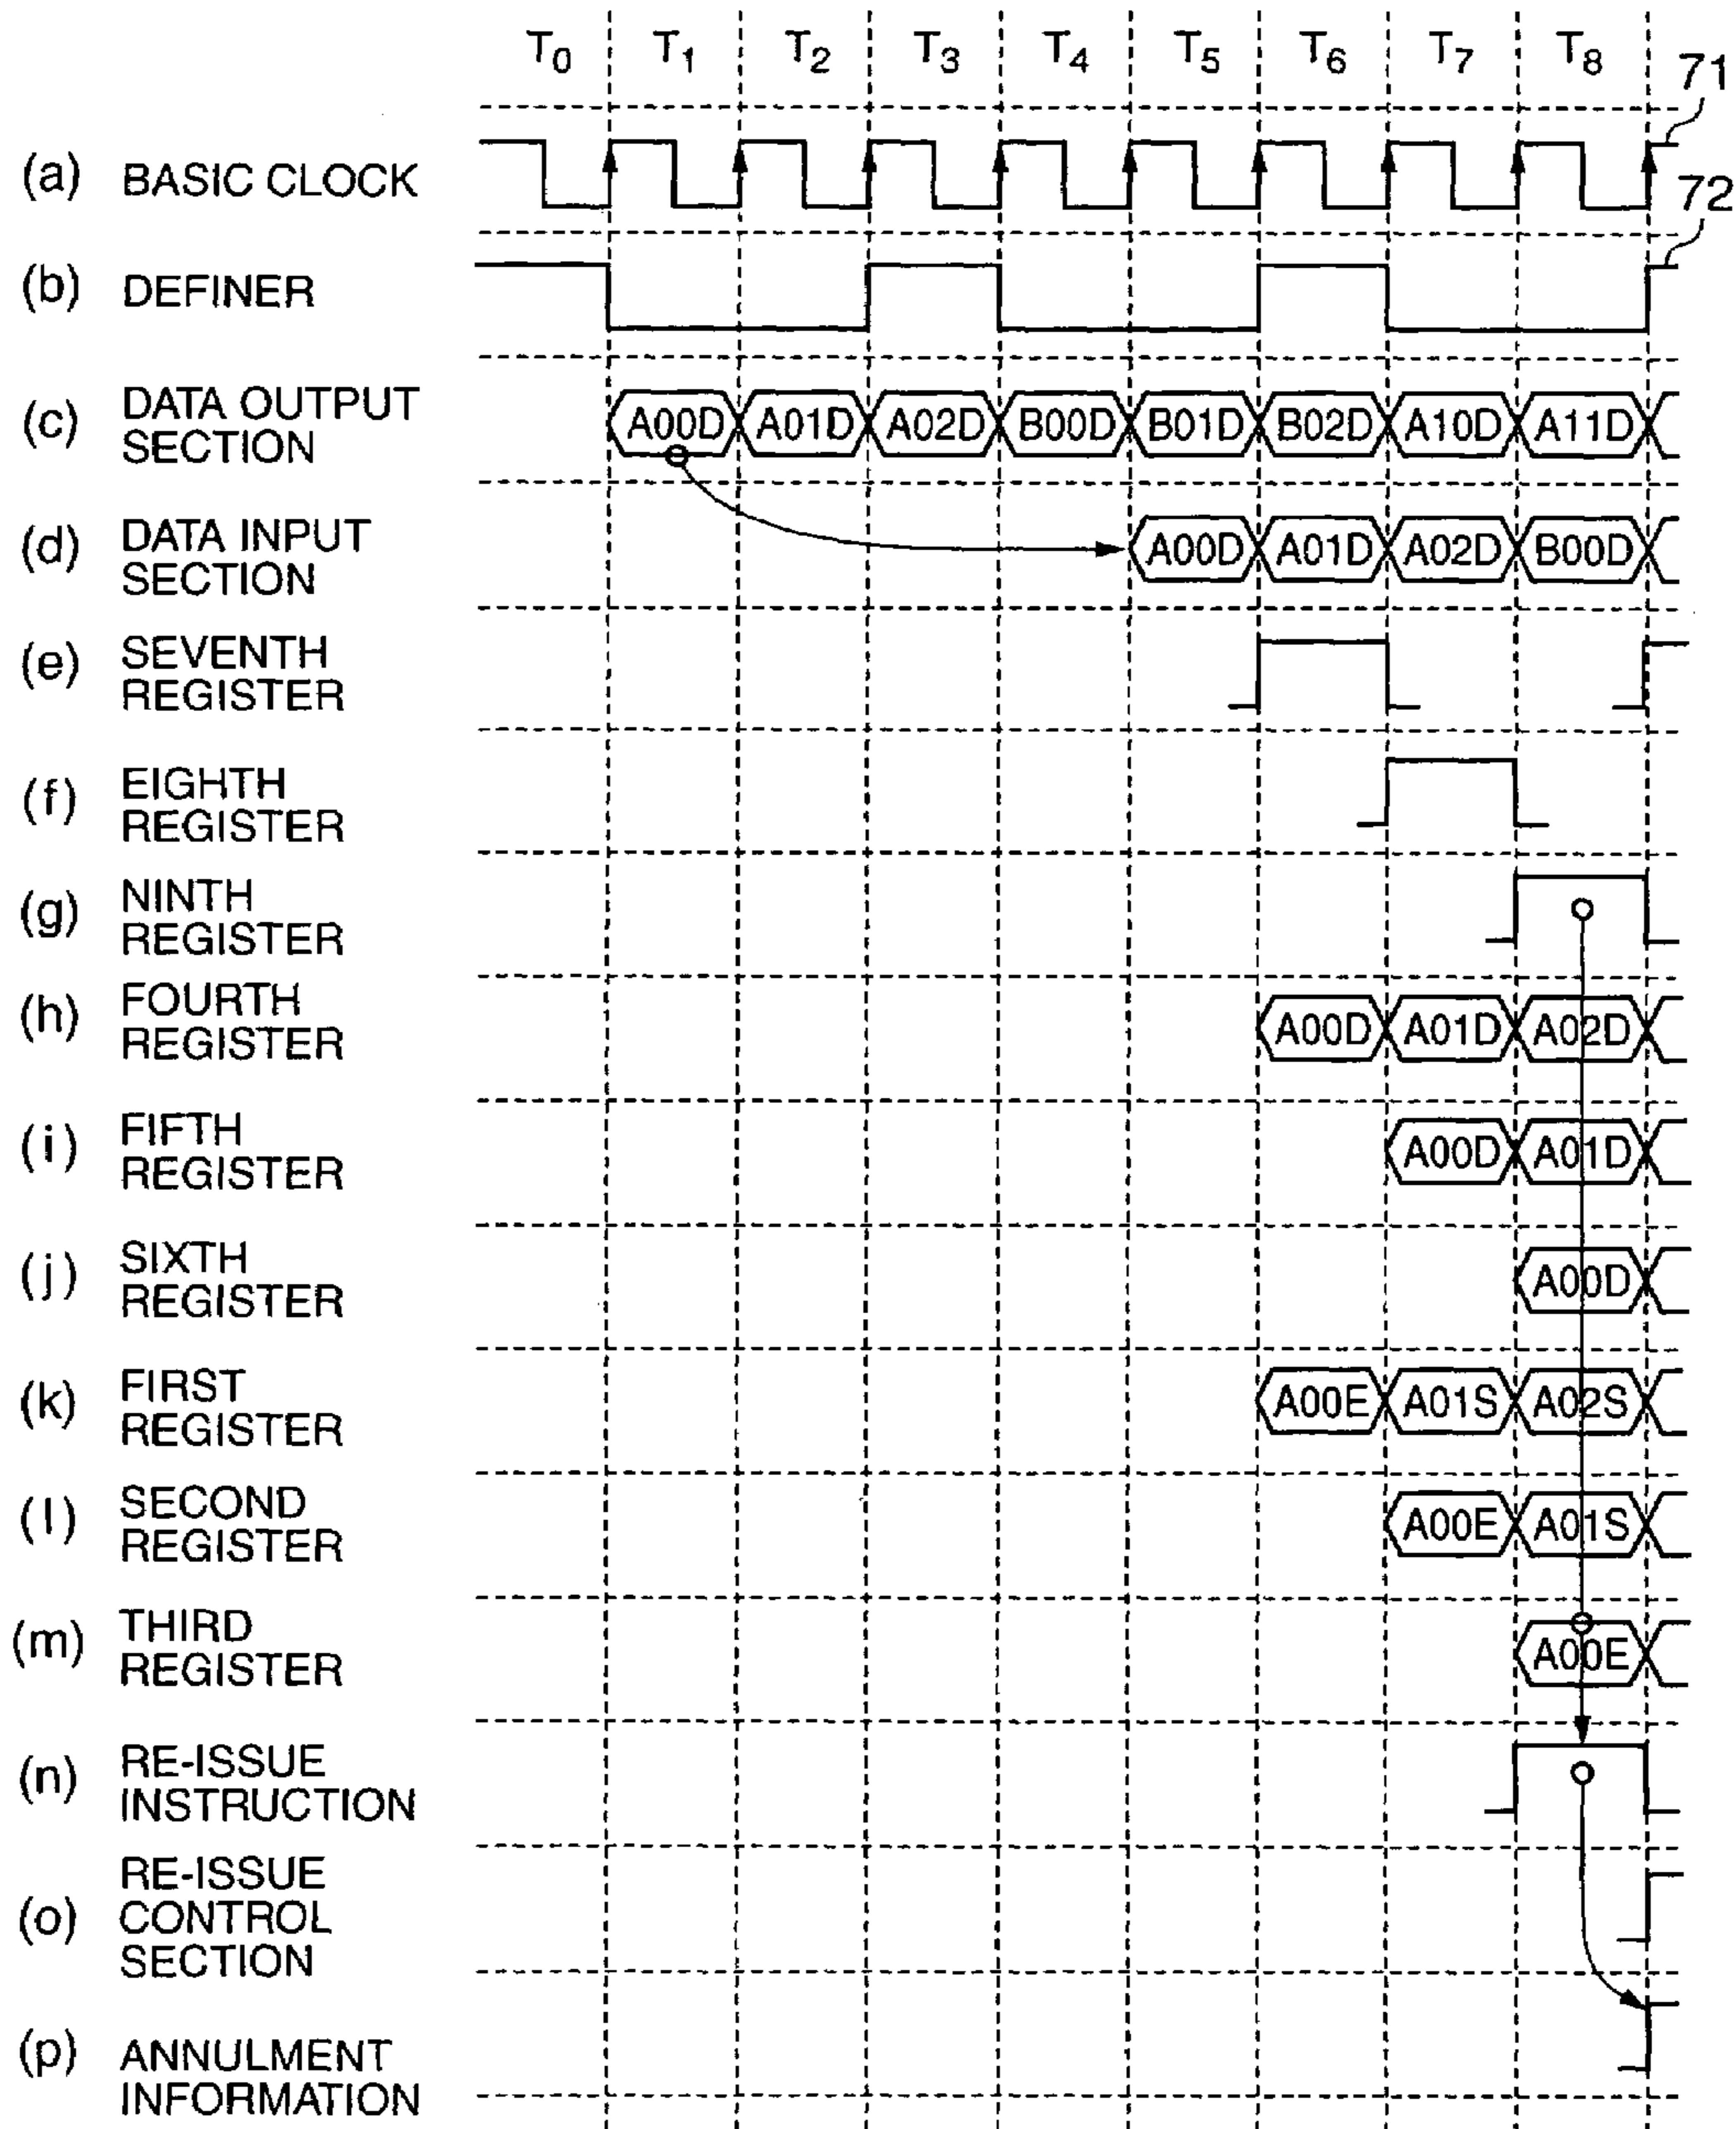 T0 T1 T2 T3 T4 T5 T6 T7 T8
71
(a) BASIC CLOCK
72
(b) DEFINER
(c) DATA OUTPUT
SECTION
A00D A01D A02D B00D B01D B02D A10D A11D
(d) DATA INPUT
SECTION
A00D A01D A02D B00D
(e) SEVENTH
REGISTER
(f) EIGHTH
REGISTER
(g) NINTH
REGISTER
(h) FOURTH
REGISTER
A00D A01D A02D
(i) FIFTH
REGISTER
A00D A01D
(j) SIXTH
REGISTER
A00D
(k) FIRST
REGISTER
A00E A01S A02S
(l) SECOND
REGISTER
A00E A01S
(m) THIRD
REGISTER
A00E
(n) RE-ISSUE
INSTRUCTION
(o) RE-ISSUE
CONTROL
SECTION
(p) ANNULMENT
INFORMATION